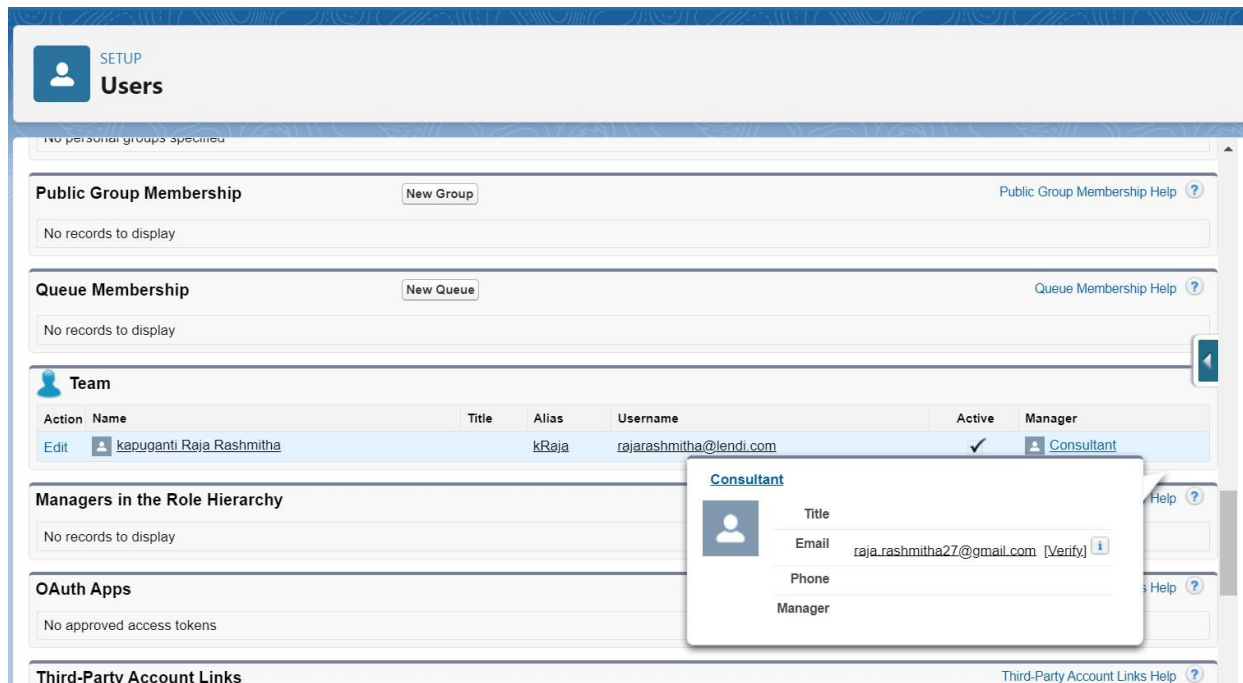 SETUP
Users
No personal groups specified
Public Group Membership New Group Public Group Membership Help ?
No records to display
Queue Membership New Queue Queue Membership Help ?
No records to display
Team
Action Name Title Alias Username Active Manager
Edit kapuganti Raja Rashmitha kRaja rajarashmitha@lendi.com Consultant
Consultant
Title
Email raja.rashmitha27@gmail.com [Verify] i
Phone
Manager
Managers in the Role Hierarchy Help ?
No records to display
OAuth Apps Help ?
No approved access tokens
Third-Party Account Links Third-Party Account Links Help ?